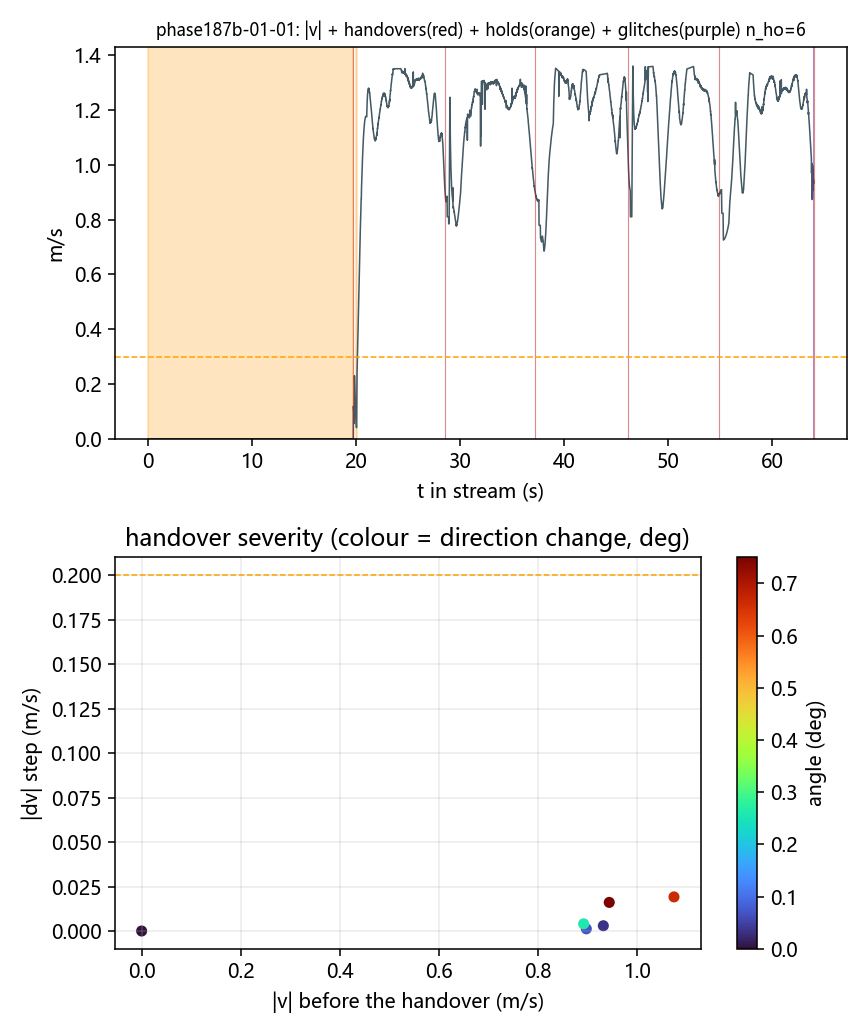 phase187b-01-01: |v| + handovers(red) + holds(orange) + glitches(purple) n_ho=6
1.4
1.2
1.0
0.8
0.6
0.4
0.2
0.0
m/s
0 10 20 30 40 50 60
t in stream (s)
handover severity (colour = direction change, deg)
0.200
0.175
0.150
0.125
0.100
0.075
0.050
0.025
0.000
|dv| step (m/s)
0.0 0.2 0.4 0.6 0.8 1.0
|v| before the handover (m/s)
0.7
0.6
0.5
0.4
0.3
0.2
0.1
0.0
angle (deg)